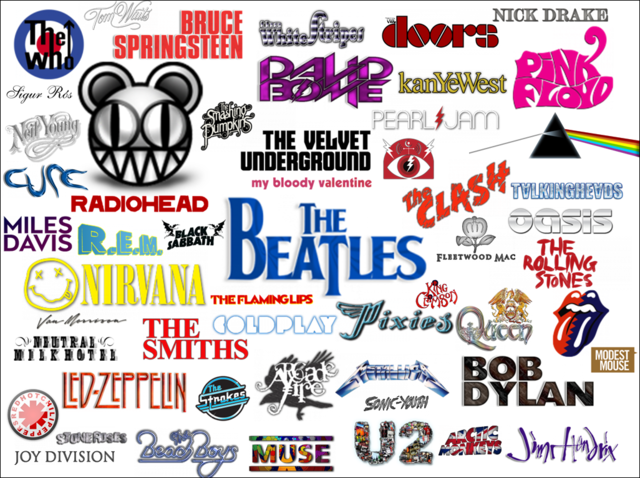 The
Who
Tom Waits
BRUCE
SPRINGSTEEN
The
White Stripes
THE
doors
NICK DRAKE
DAVID
BOWIE
kanYeWest
PINK
FLOYD
Sigur Rós
Neil Young
The
Smashing
Pumpkins
THE VELVET
UNDERGROUND
PEARL JAM
my bloody valentine
The
CLASH
CURE
TVLKINGHEVDS
RADIOHEAD
OASIS
MILES
DAVIS
R.E.M.
BLACK
SABBATH
THE
BEATLES
FLEETWOOD MAC
THE
ROLLING
STONES
NIRVANA
THE FLAMING LIPS
KING
CRIMSON
Van Morrison
THE
SMITHS
COLDPLAY
Pixies
Queen
NEUTRAL
MILK HOTEL
MODEST
MOUSE
LED-ZEPPELIN
The
Strokes
ARCADE
fIRE
METALLICA
SONIC-YOUTH
BOB
DYLAN
RED HOT CHILI PEPPERS
STONE ROSES
JOY DIVISION
The
Beach Boys
MUSE
U2
ARCTIC
MONKEYS
Jimi Hendrix